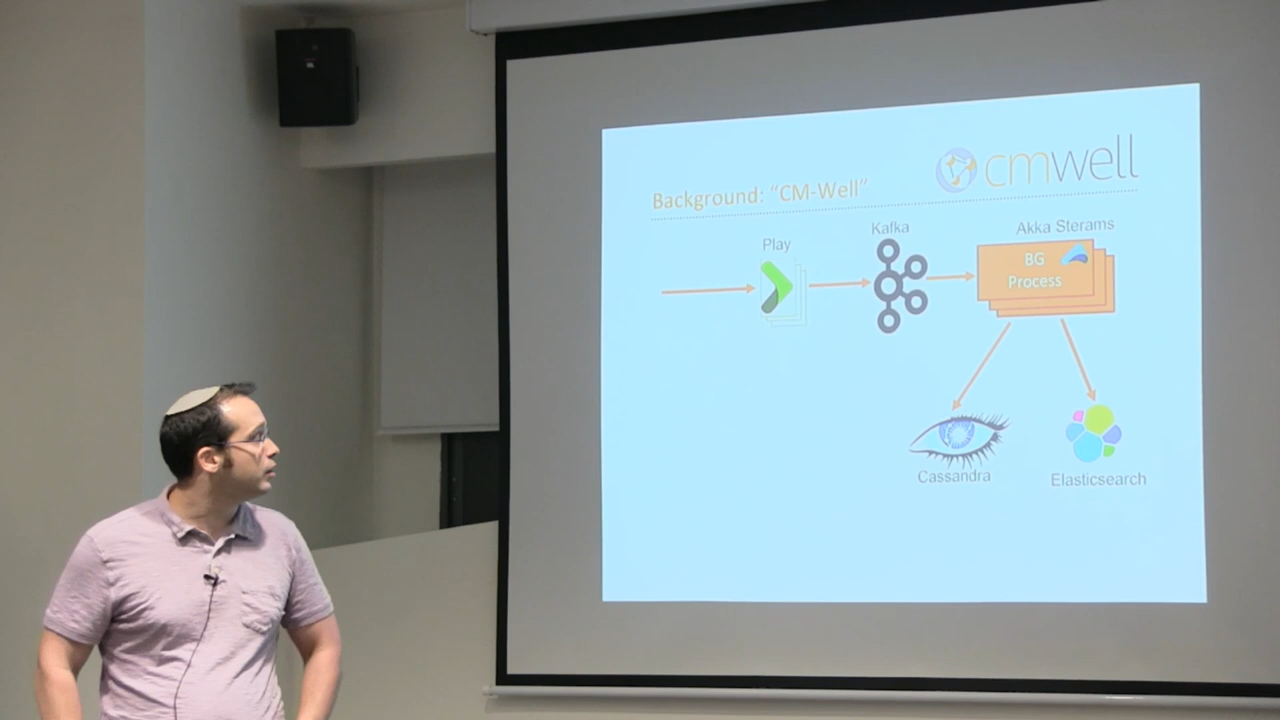 cmwell
Background: “CM-Well”
Play
Kafka
Akka Sterams
BG
Process
Cassandra
Elasticsearch